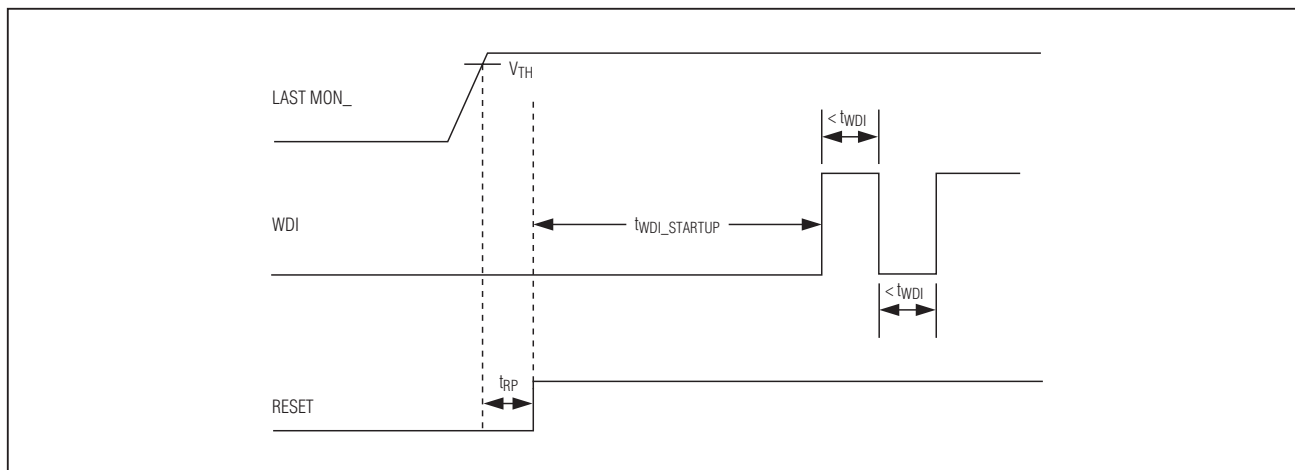 VTH
LAST MON_
< tWDI
WDI
tWDI_STARTUP
< tWDI
tRP
RESET